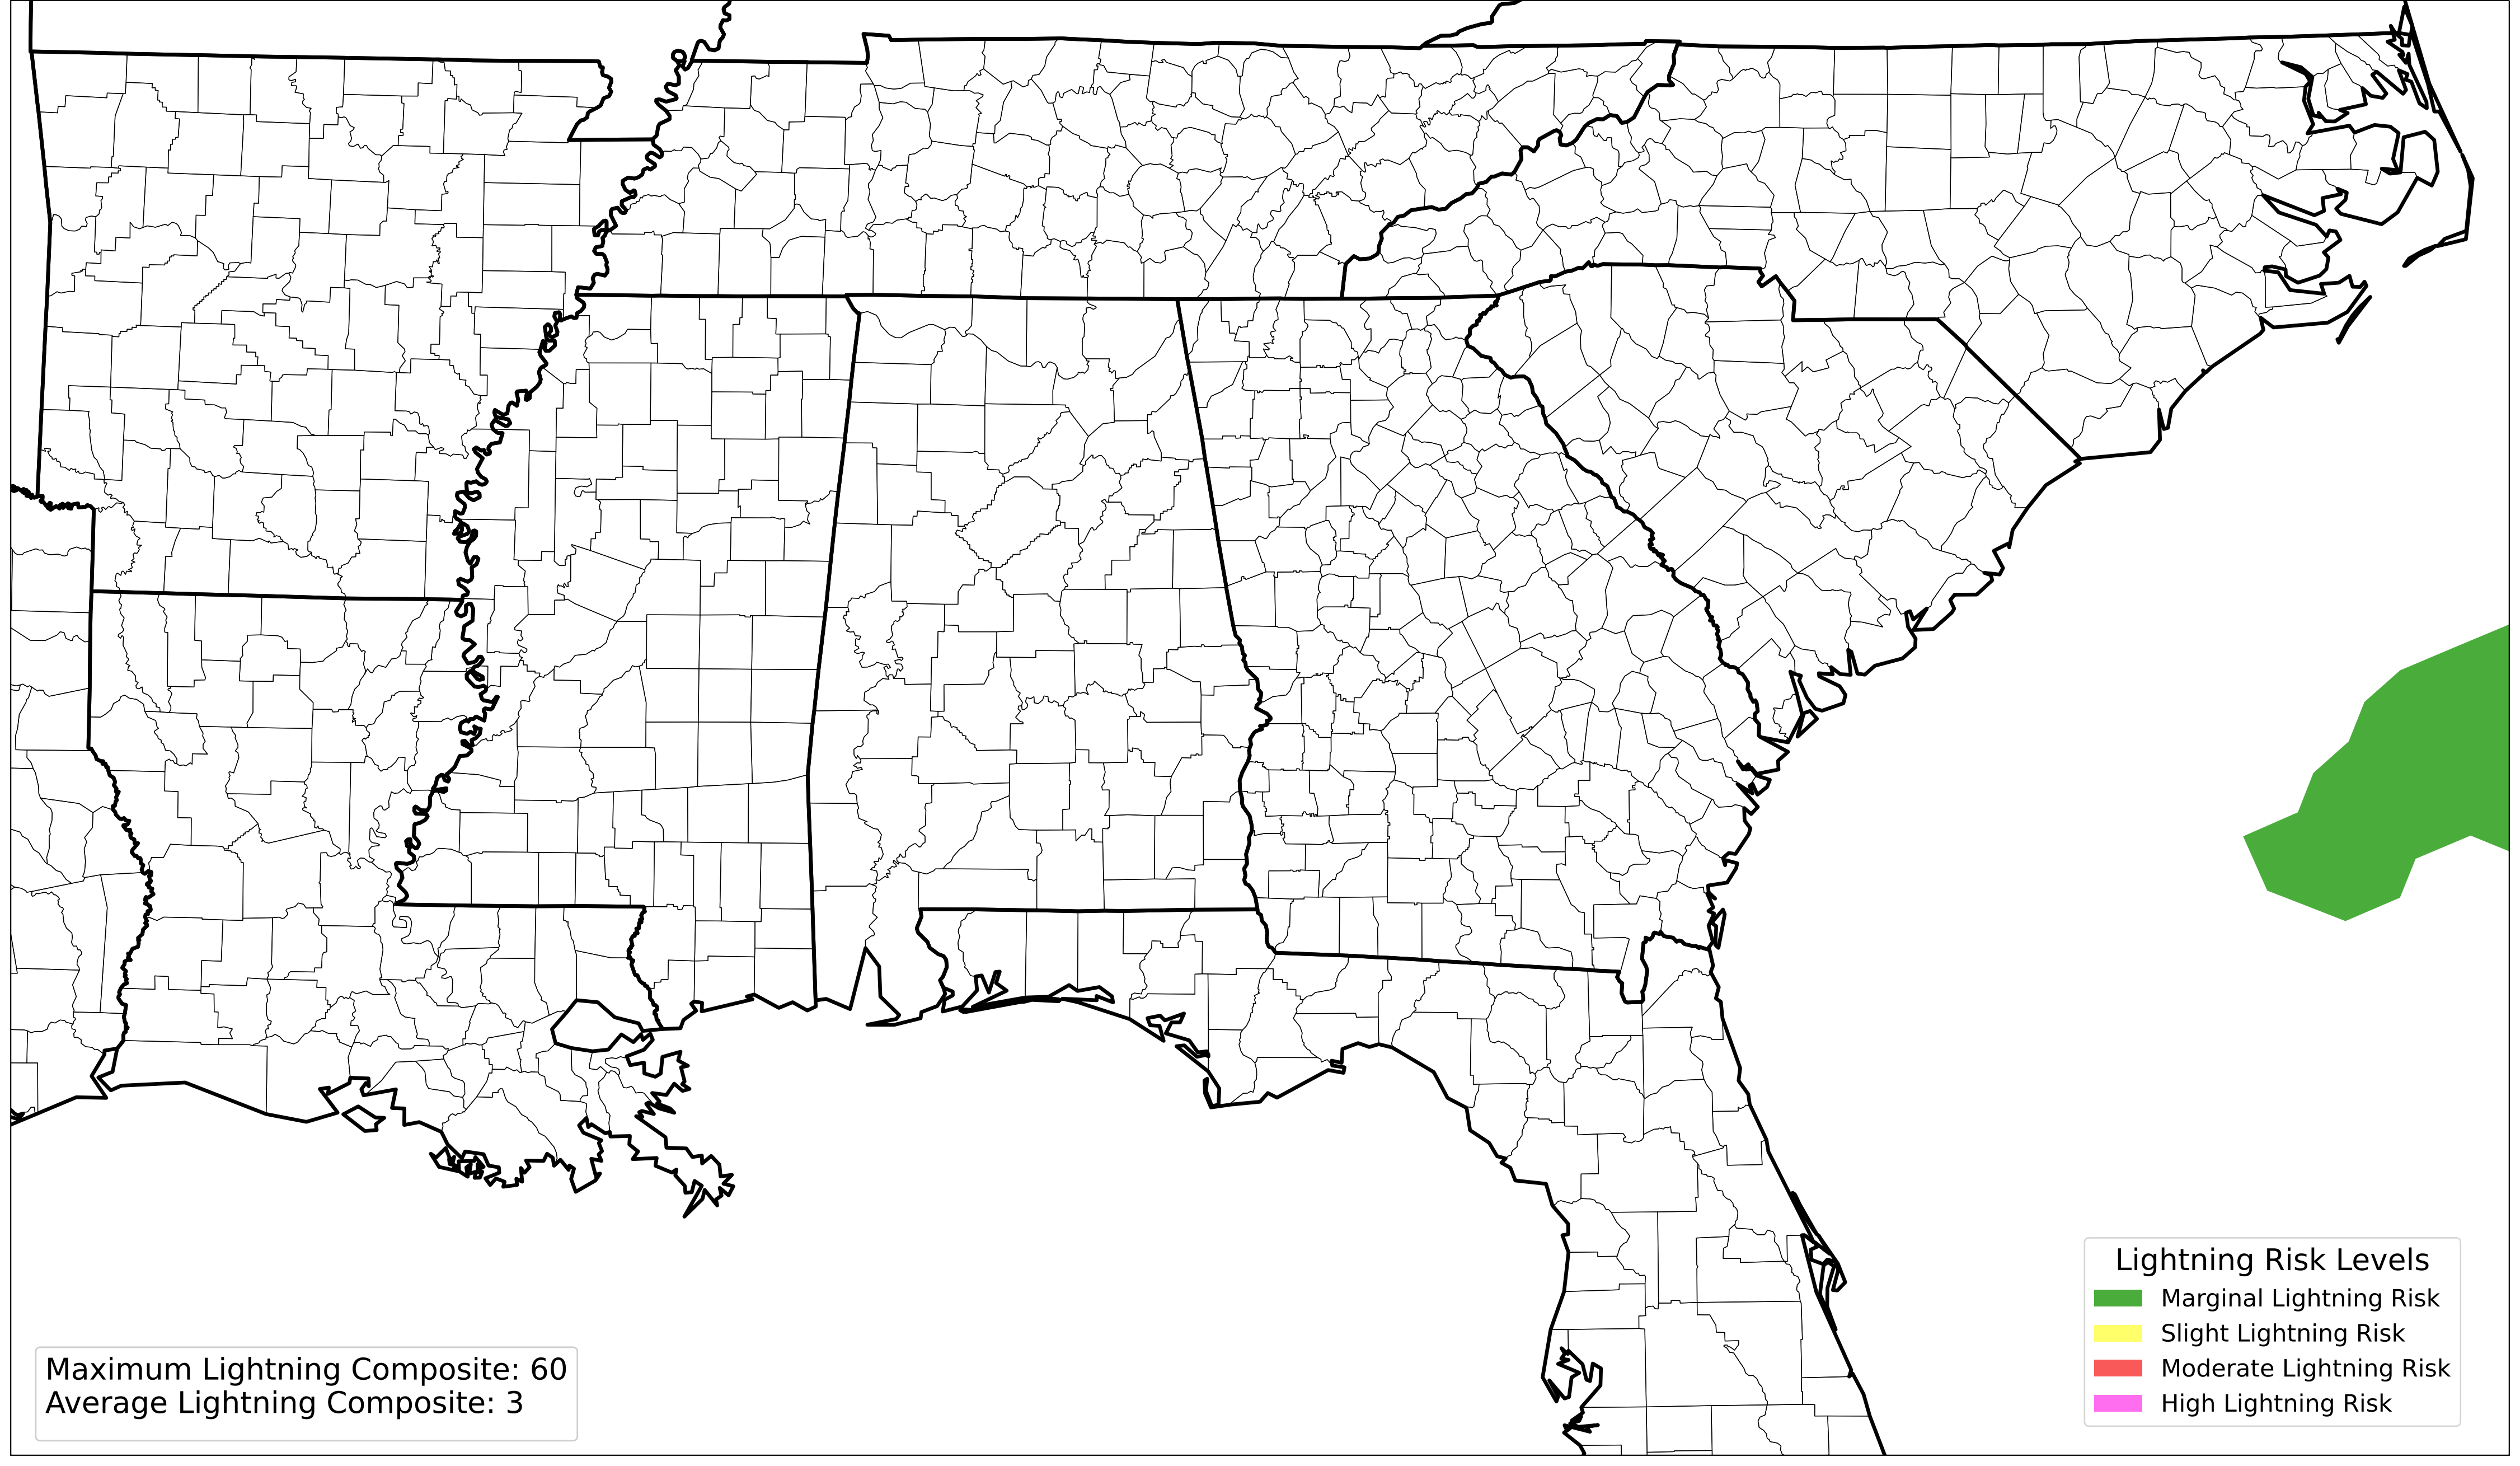 Lightning Risk Levels
Marginal Lightning Risk
Slight Lightning Risk
Moderate Lightning Risk
High Lightning Risk
Maximum Lightning Composite: 60
Average Lightning Composite: 3